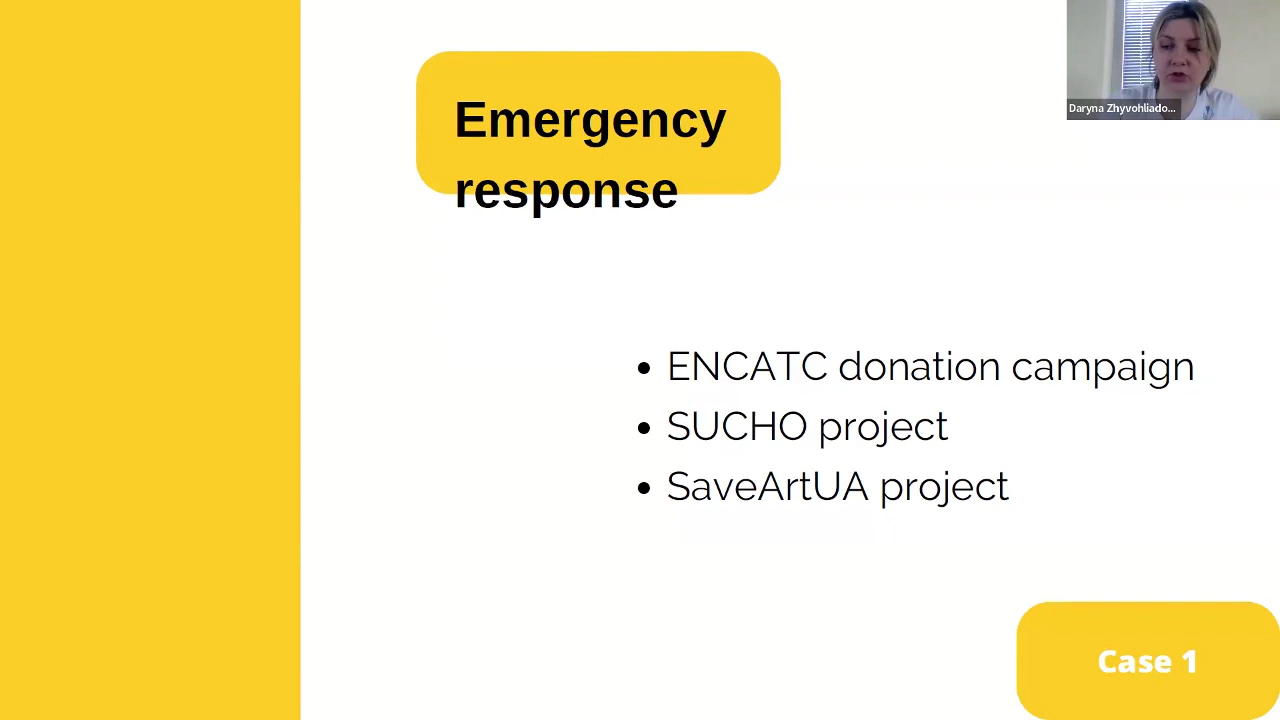 Emergency
response
Daryna Zhyvohliado...
• ENCATC donation campaign
• SUCHO project
• SaveArtUA project
Case 1